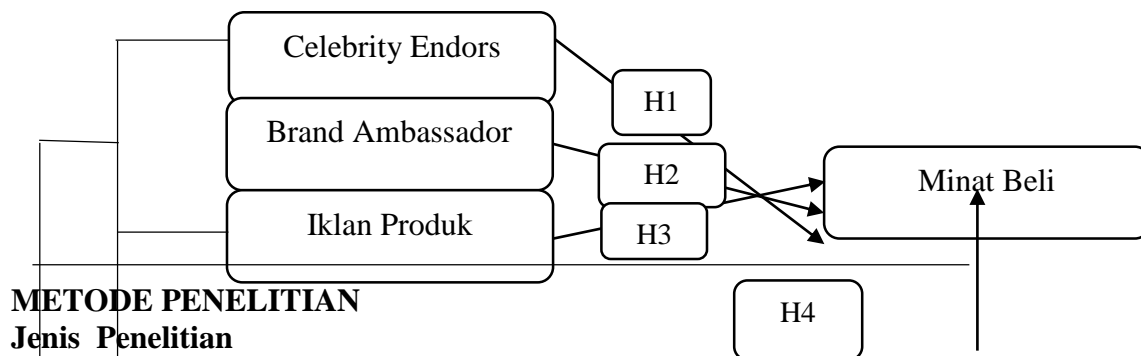 Celebrity Endors
H1
Brand Ambassador
H2
Minat Beli
Iklan Produk
H3
METODE PENELITIAN
H4
Jenis Penelitian